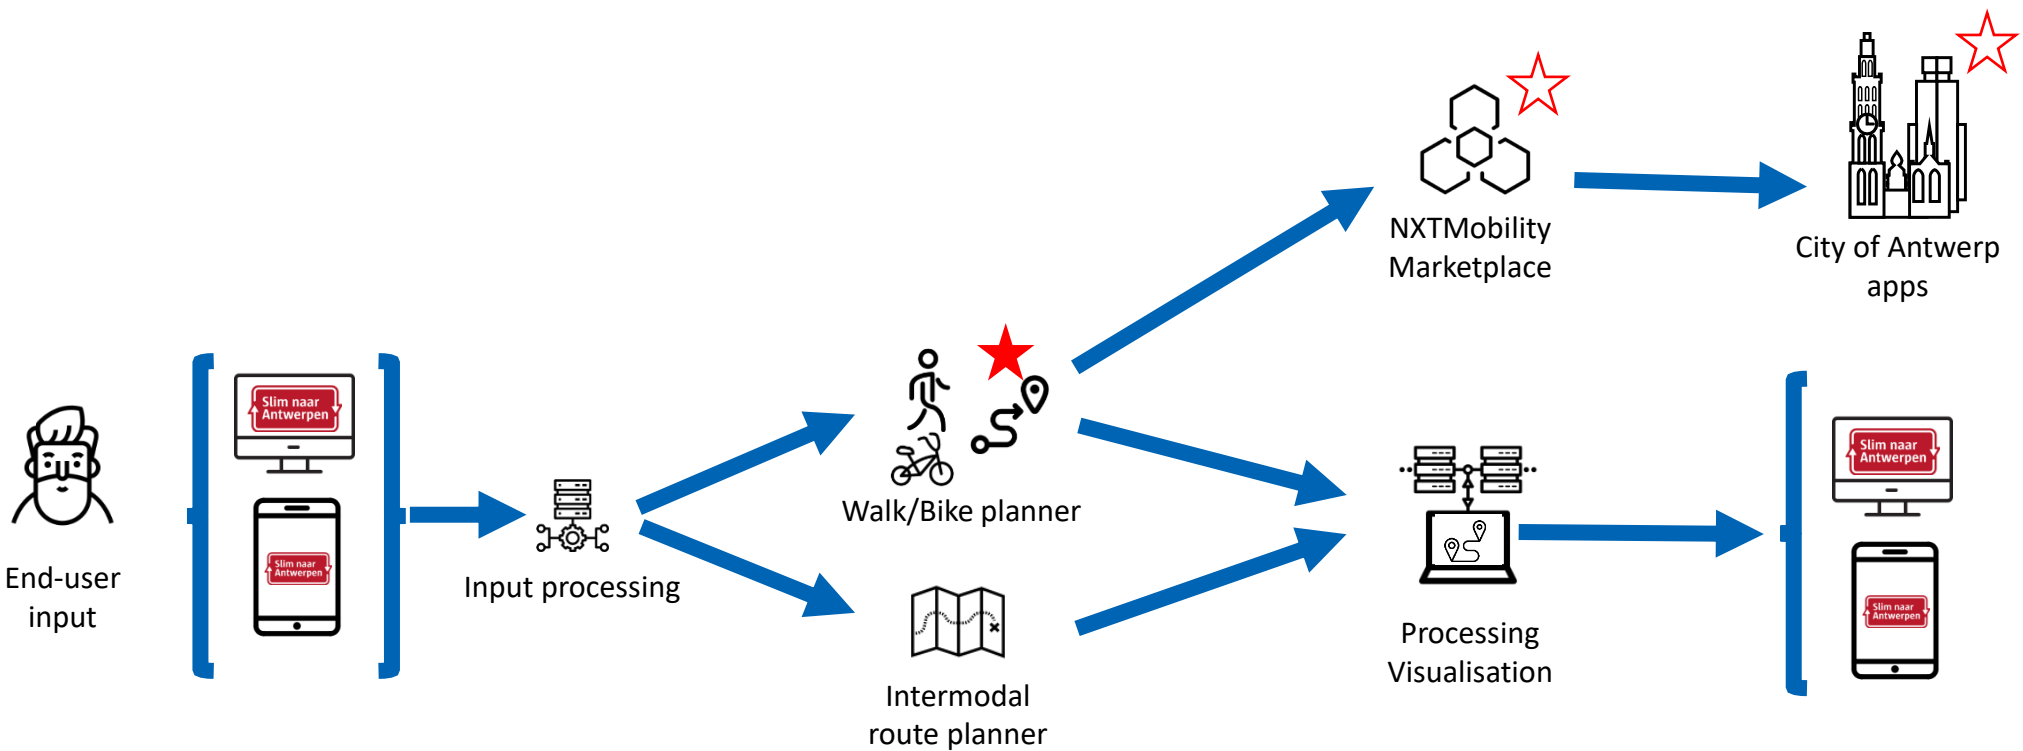 NXTMobility
Marketplace
City of Antwerp
apps
End-user
input
Slim naar
Antwerpen
Slim naar
Antwerpen
Input processing
Walk/Bike planner
Intermodal
route planner
Processing
Visualisation
Slim naar
Antwerpen
Slim naar
Antwerpen